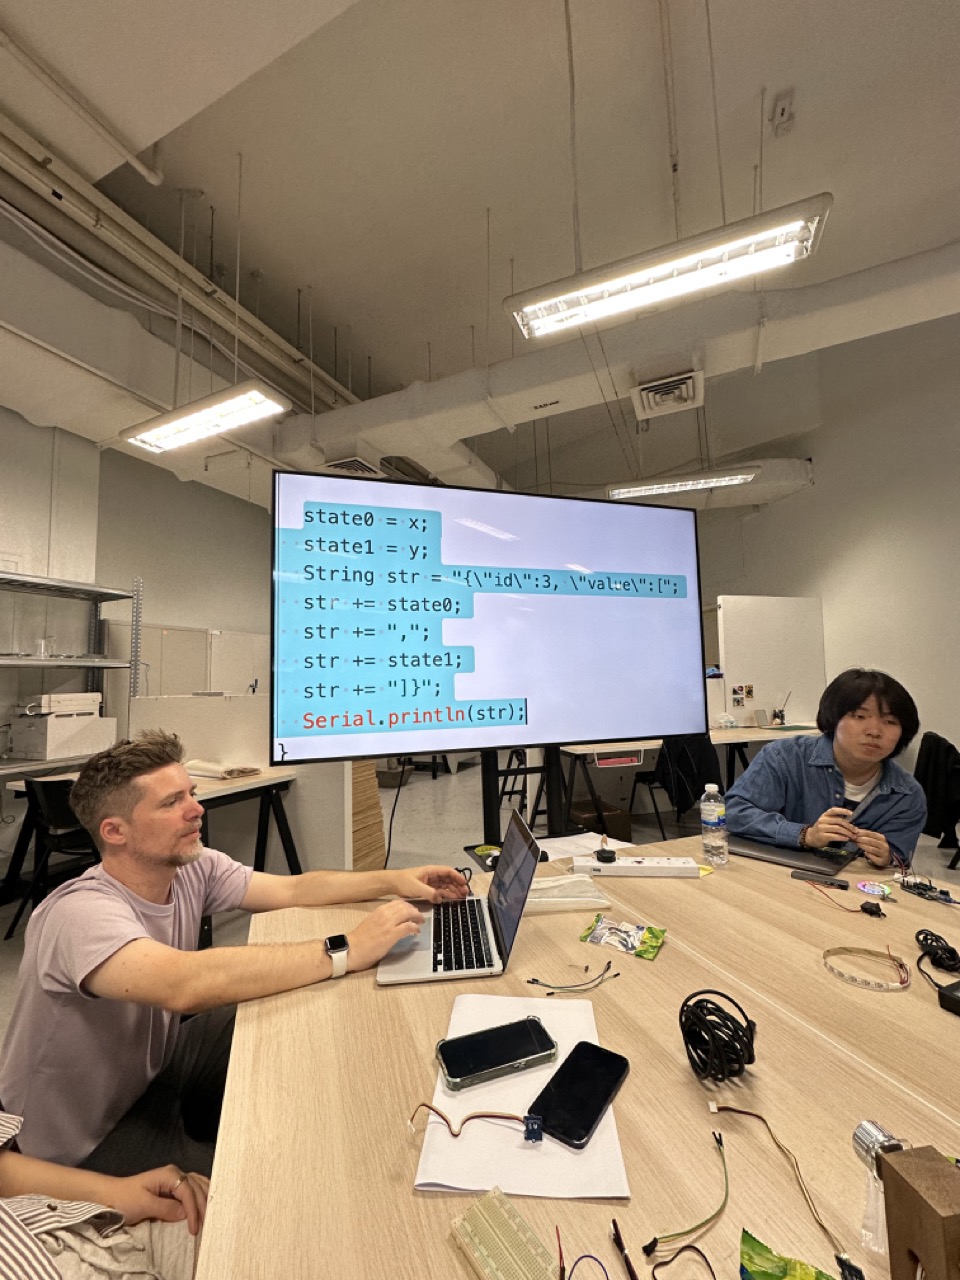 state0 = x;
state1 = y;
String str = "{\"id\":3, \"value\":[";
str += state0;
str += ",";
str += state1;
str += "]}";
Serial.println(str);
}